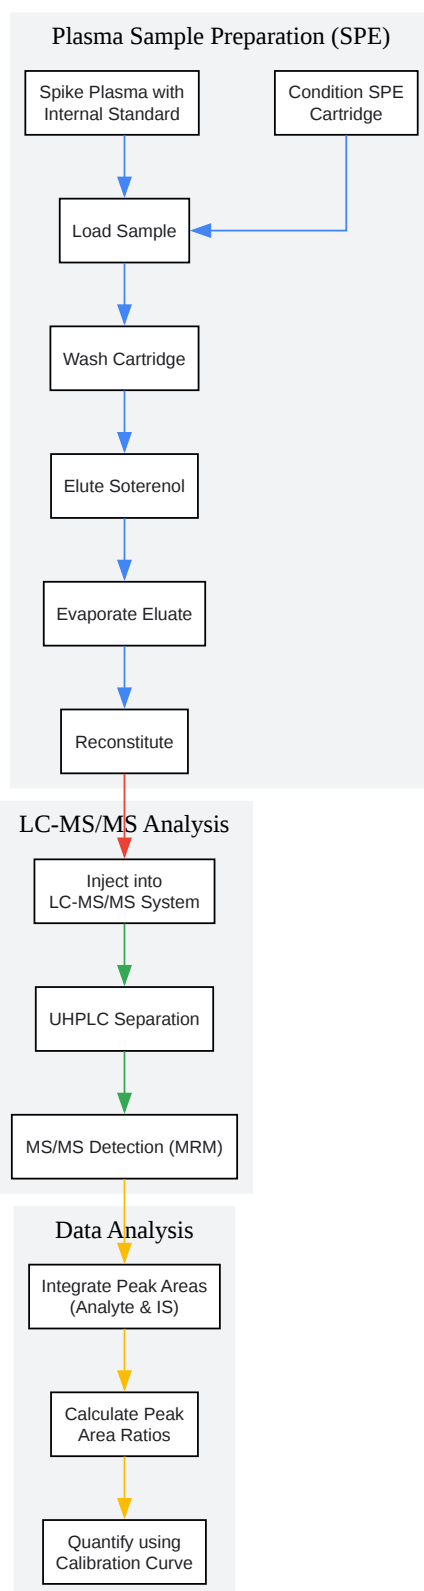 Plasma Sample Preparation (SPE)
Spike Plasma with
Internal Standard
Condition SPE
Cartridge
Load Sample
Wash Cartridge
Elute Soterenol
Evaporate Eluate
Reconstitute
LC-MS/MS Analysis
Inject into
LC-MS/MS System
UHPLC Separation
MS/MS Detection (MRM)
Data Analysis
Integrate Peak Areas
(Analyte & IS)
Calculate Peak
Area Ratios
Quantify using
Calibration Curve